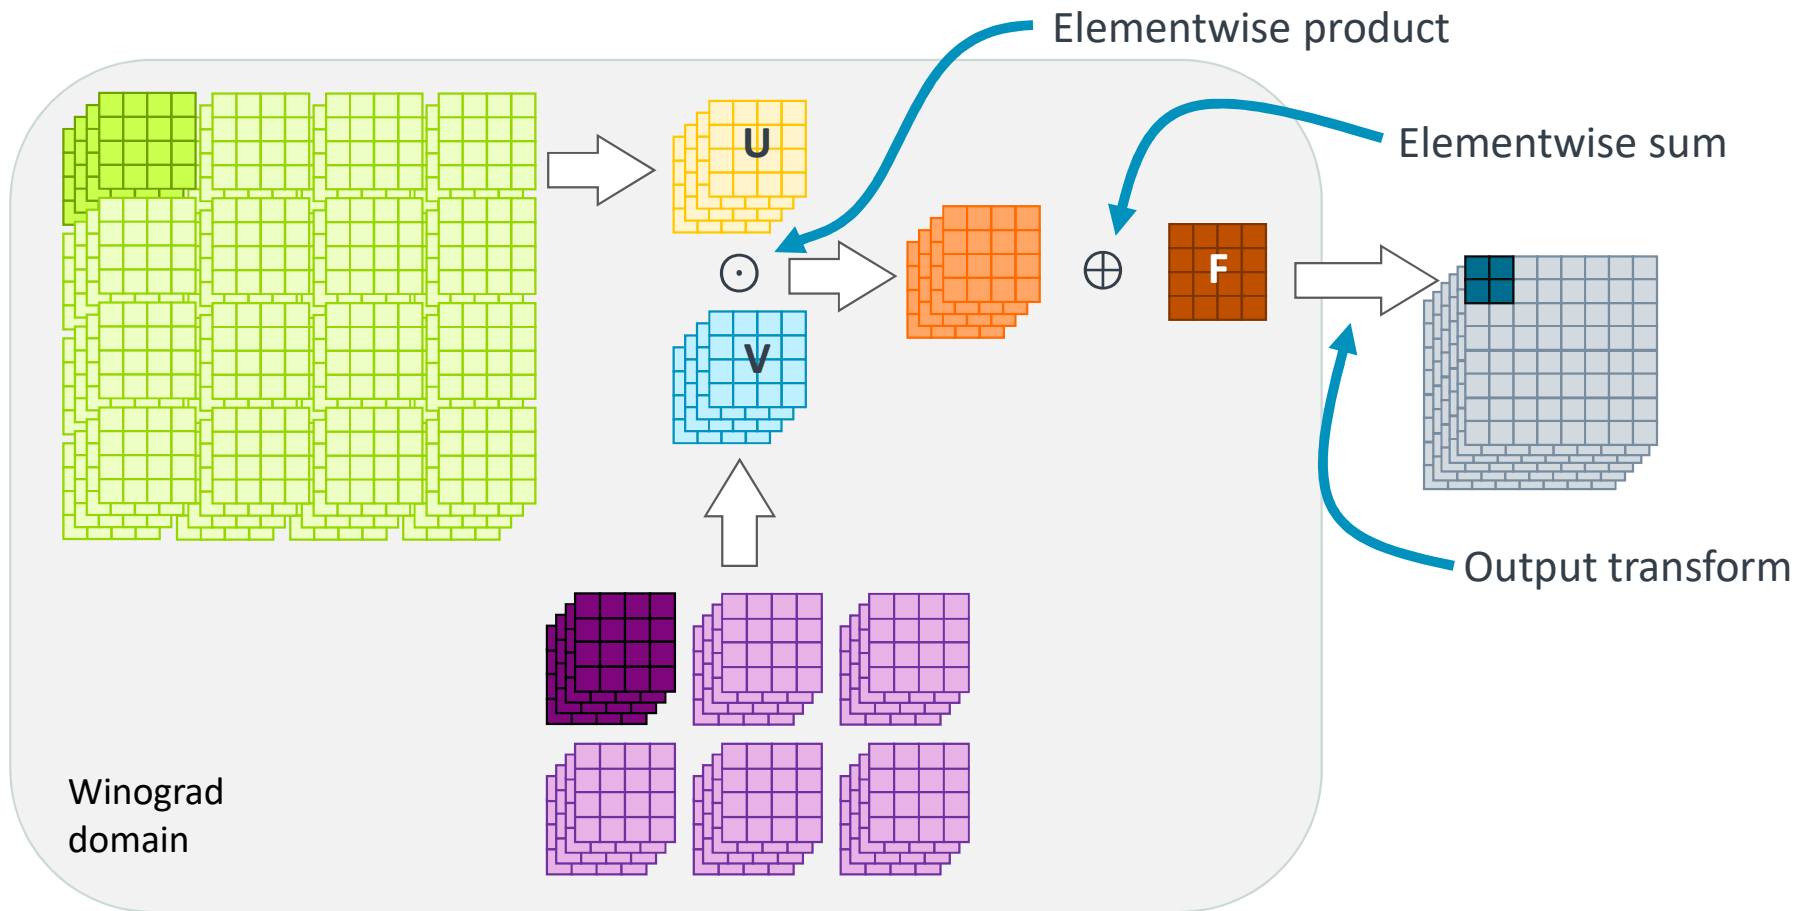 Elementwise product
Elementwise sum
U
V
F
Output transform
Winograd
domain